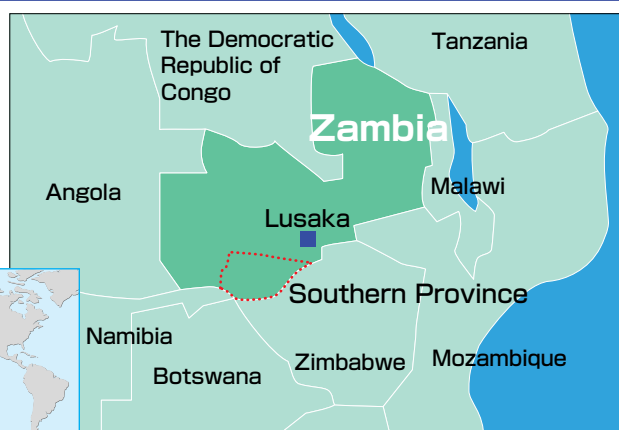 The Democratic
Republic of
Congo
Tanzania
Zambia
Angola
Malawi
Lusaka
Southern Province
Namibia
Botswana
Zimbabwe
Mozambique